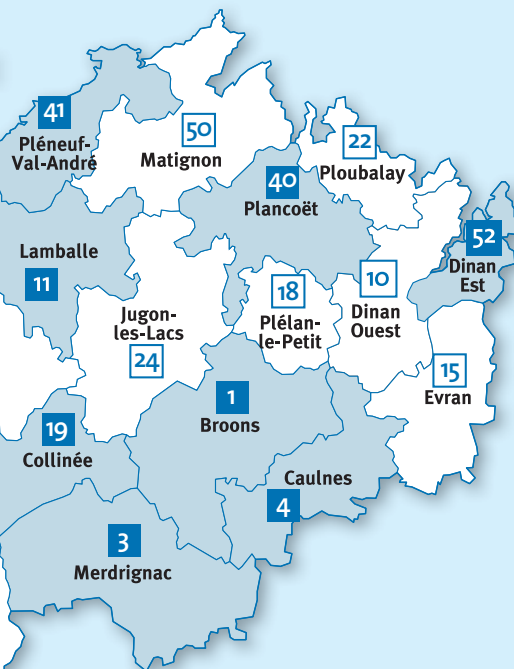 41
Pléneuf-
Val-André
50
Matignon
22
Ploubalay
40
Plancoët
52
Dinan
Est
Lamballe
11
10
Dinan
Ouest
18
Plélan-
le-Petit
Jugon-
les-Lacs
24
15
Evran
1
Broons
19
Collinée
Caulnes
4
3
Merdrignac